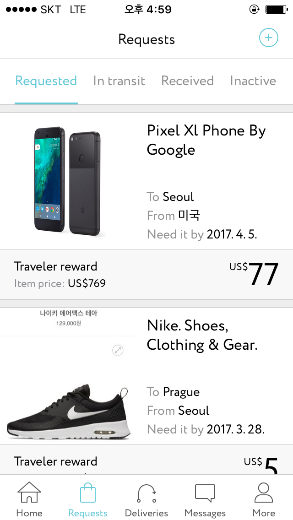 SKT LTE 오후 4:59
Requests
Requested In transit Received Inactive
Pixel Xl Phone By
Google
To Seoul
From 미국
Need it by 2017. 4. 5.
Traveler reward
Item price: US$769
US$77
나이키 에어맥스 테아
129,000원
Nike. Shoes,
Clothing & Gear.
To Prague
From Seoul
Need it by 2017. 3. 28.
Traveler reward
US$5
Home Requests Deliveries Messages More